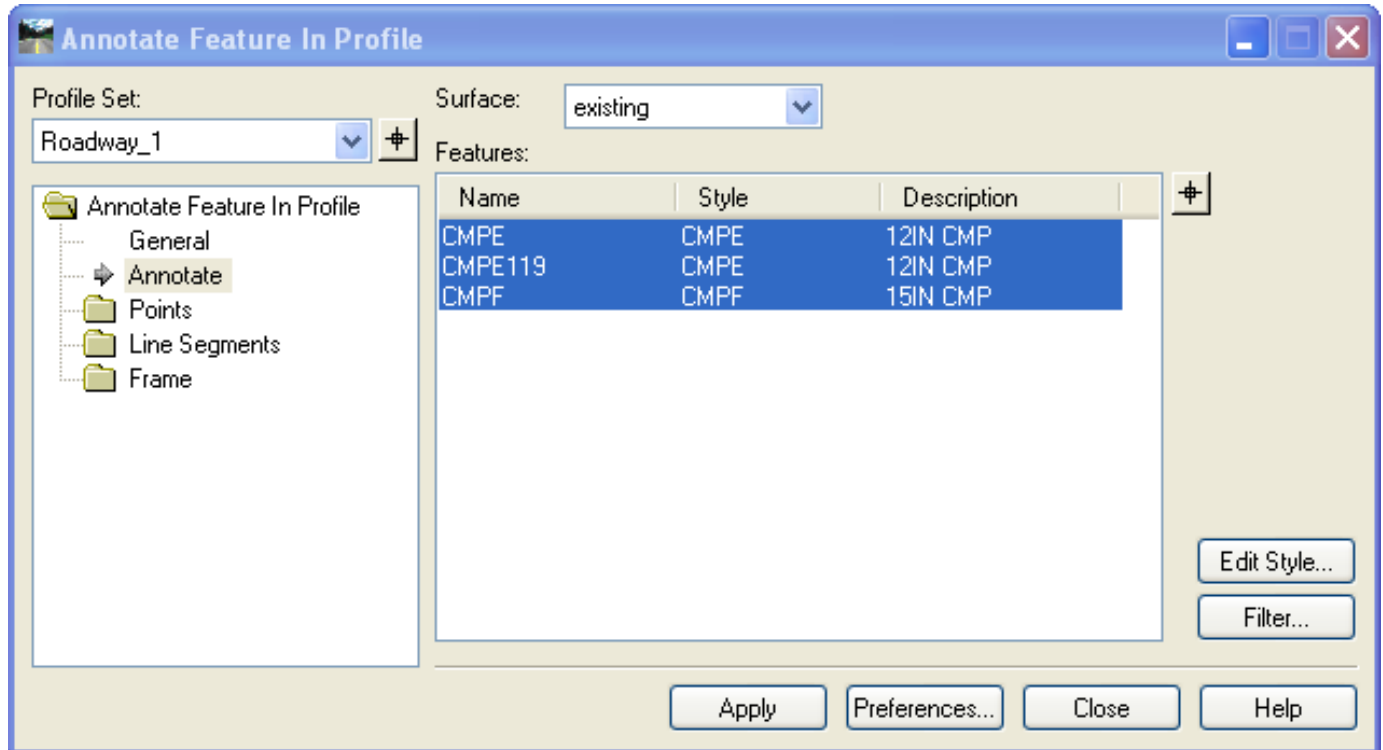 Annotate Feature In Profile
Profile Set:
Roadway_1
Annotate Feature In Profile
General
Annotate
Points
Line Segments
Frame
Surface: existing
Features:
Name Style Description
CMPE CMPE 12IN CMP
CMPE119 CMPE 12IN CMP
CMPF CMPF 15IN CMP
Edit Style...
Filter...
Apply Preferences... Close Help